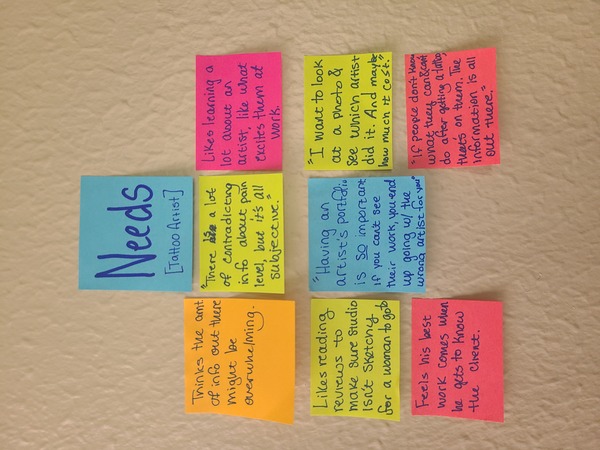 Needs
[Tattoo Artist]
Thinks the amt
of info out there
might be
overwhelming.
"There is a lot
of contradicting
info about pain
level, but it's all
subjective."
Likes learning a
lot about an
artist, like what
excites them at
work.
Likes reading
reviews to
make sure studio
isn't sketchy
for a woman to go to
"Having an
artist's portfolio
is so important
if you can't see
their work, you end
up going w/ the
wrong artist for you"
"I want to look
at a photo &
see which artist
did it. And maybe
how much it cost."
Feels his best
work comes when
he gets to know
the client.
"If people don't know
what they can & can't
do after getting a tattoo,
that's on them. The
information is all
out there."